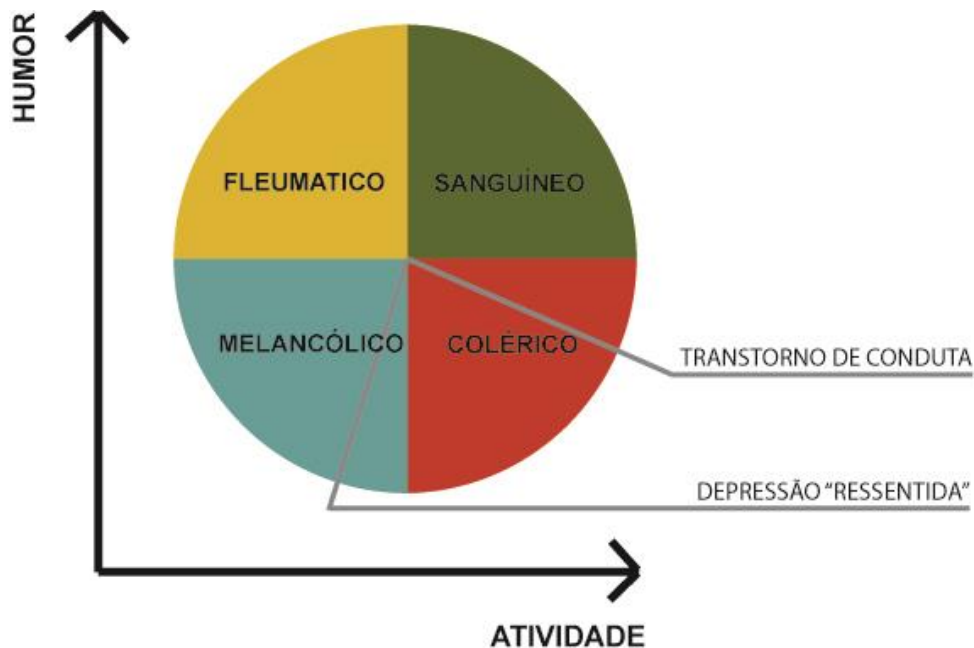 HUMOR
FLEUMATICO
SANGUÍNEO
MELANCÓLICO
COLÉRICO
TRANSTORNO DE CONDUTA
DEPRESSÃO "RESSENTIDA"
ATIVIDADE